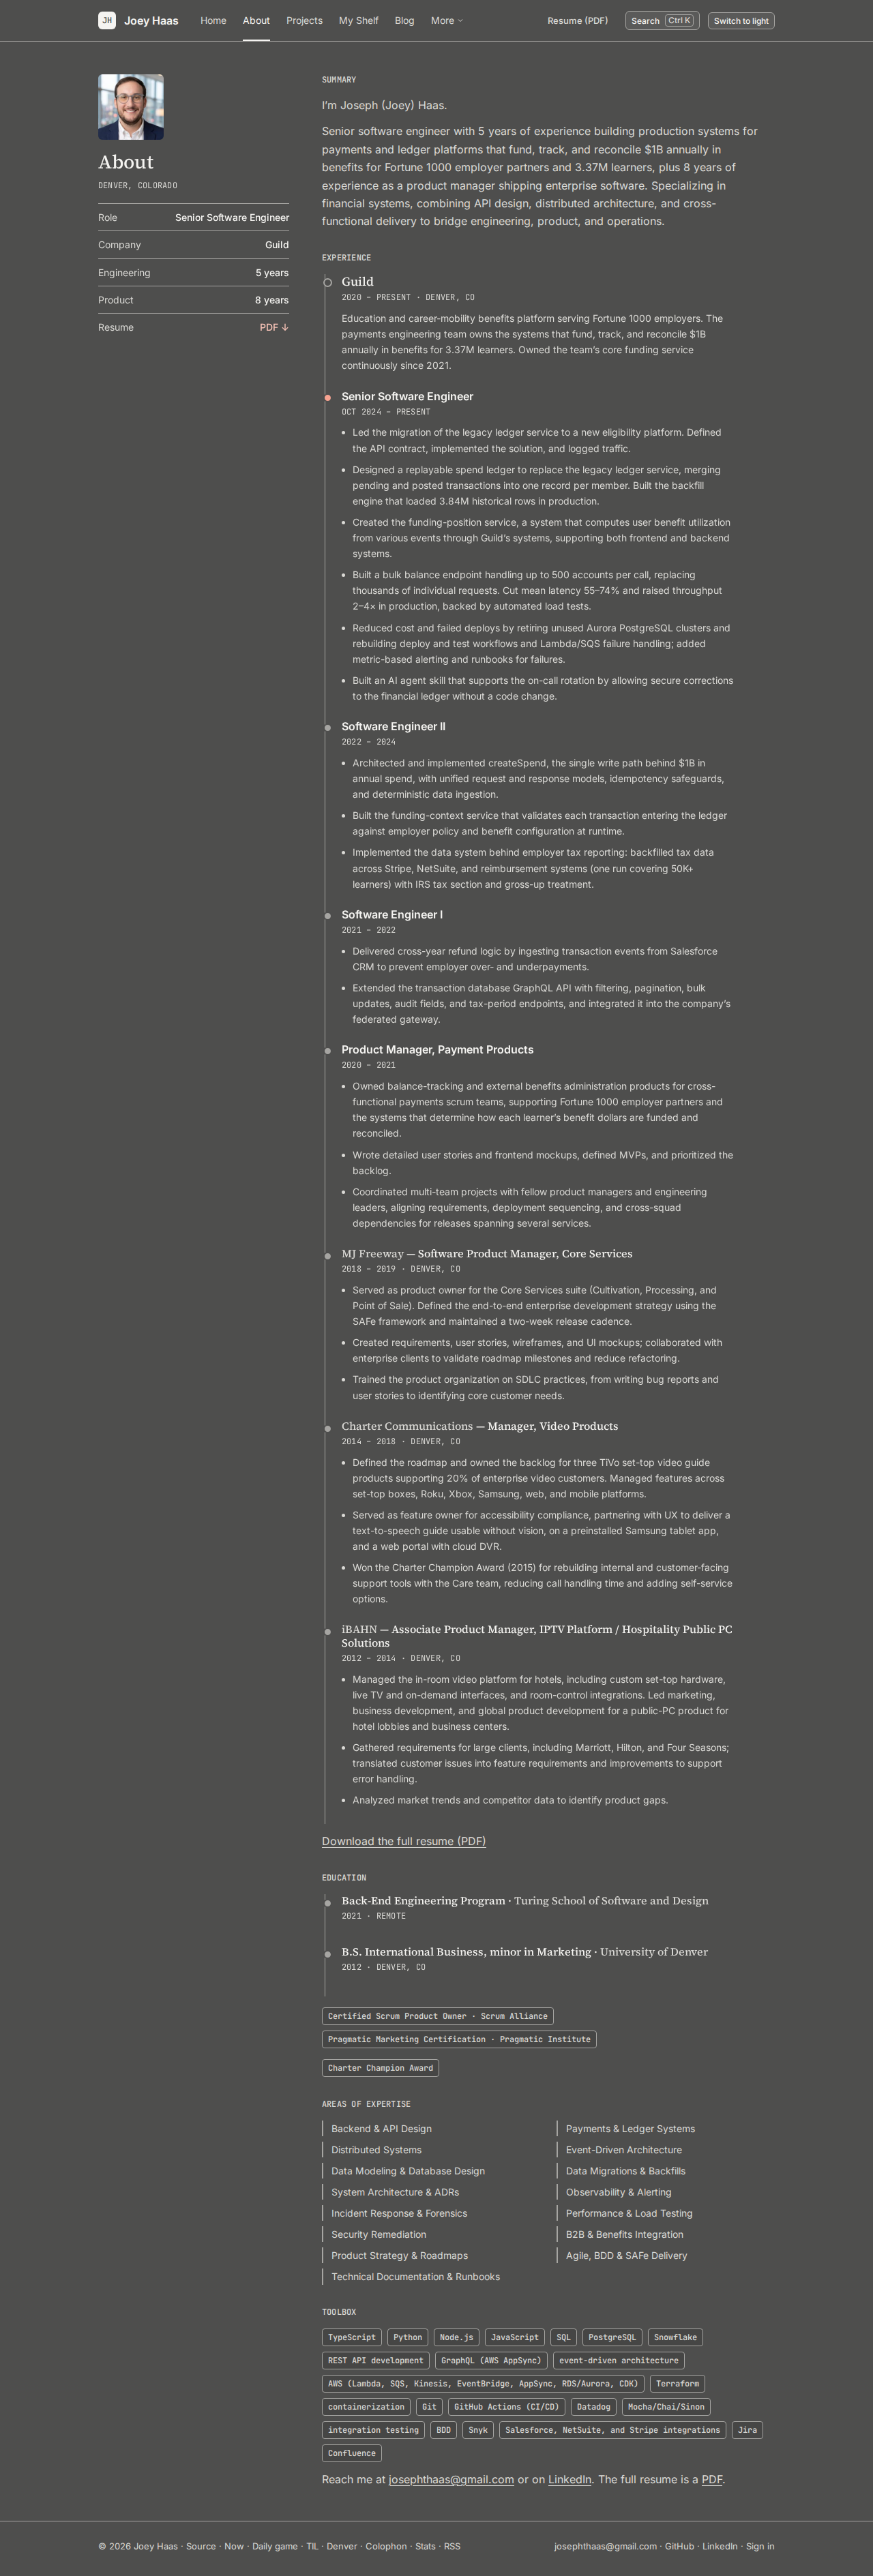 JH Joey Haas Home About Projects My Shelf Blog More Resume (PDF) Search Ctrl K Switch to light
About
DENVER, COLORADO
Role Senior Software Engineer
Company Guild
Engineering 5 years
Product 8 years
Resume PDF ↓
SUMMARY
I’m Joseph (Joey) Haas.
Senior software engineer with 5 years of experience building production systems for
payments and ledger platforms that fund, track, and reconcile $1B annually in
benefits for Fortune 1000 employer partners and 3.37M learners, plus 8 years of
experience as a product manager shipping enterprise software. Specializing in
financial systems, combining API design, distributed architecture, and cross-
functional delivery to bridge engineering, product, and operations.
EXPERIENCE
Guild
2020 – PRESENT · DENVER, CO
Education and career-mobility benefits platform serving Fortune 1000 employers. The
payments engineering team owns the systems that fund, track, and reconcile $1B
annually in benefits for 3.37M learners. Owned the team’s core funding service
continuously since 2021.
Senior Software Engineer
OCT 2024 – PRESENT
• Led the migration of the legacy ledger service to a new eligibility platform. Defined
the API contract, implemented the solution, and logged traffic.
• Designed a replayable spend ledger to replace the legacy ledger service, merging
pending and posted transactions into one record per member. Built the backfill
engine that loaded 3.84M historical rows in production.
• Created the funding-position service, a system that computes user benefit utilization
from various events through Guild’s systems, supporting both frontend and backend
systems.
• Built a bulk balance endpoint handling up to 500 accounts per call, replacing
thousands of individual requests. Cut mean latency 55–74% and raised throughput
2–4× in production, backed by automated load tests.
• Reduced cost and failed deploys by retiring unused Aurora PostgreSQL clusters and
rebuilding deploy and test workflows and Lambda/SQS failure handling; added
metric-based alerting and runbooks for failures.
• Built an AI agent skill that supports the on-call rotation by allowing secure corrections
to the financial ledger without a code change.
Software Engineer II
2022 – 2024
• Architected and implemented createSpend, the single write path behind $1B in
annual spend, with unified request and response models, idempotency safeguards,
and deterministic data ingestion.
• Built the funding-context service that validates each transaction entering the ledger
against employer policy and benefit configuration at runtime.
• Implemented the data system behind employer tax reporting: backfilled tax data
across Stripe, NetSuite, and reimbursement systems (one run covering 50K+
learners) with IRS tax section and gross-up treatment.
Software Engineer I
2021 – 2022
• Delivered cross-year refund logic by ingesting transaction events from Salesforce
CRM to prevent employer over- and underpayments.
• Extended the transaction database GraphQL API with filtering, pagination, bulk
updates, audit fields, and tax-period endpoints, and integrated it into the company’s
federated gateway.
Product Manager, Payment Products
2020 – 2021
• Owned balance-tracking and external benefits administration products for cross-
functional payments scrum teams, supporting Fortune 1000 employer partners and
the systems that determine how each learner’s benefit dollars are funded and
reconciled.
• Wrote detailed user stories and frontend mockups, defined MVPs, and prioritized the
backlog.
• Coordinated multi-team projects with fellow product managers and engineering
leaders, aligning requirements, deployment sequencing, and cross-squad
dependencies for releases spanning several services.
MJ Freeway — Software Product Manager, Core Services
2018 – 2019 · DENVER, CO
• Served as product owner for the Core Services suite (Cultivation, Processing, and
Point of Sale). Defined the end-to-end enterprise development strategy using the
SAFe framework and maintained a two-week release cadence.
• Created requirements, user stories, wireframes, and UI mockups; collaborated with
enterprise clients to validate roadmap milestones and reduce refactoring.
• Trained the product organization on SDLC practices, from writing bug reports and
user stories to identifying core customer needs.
Charter Communications — Manager, Video Products
2014 – 2018 · DENVER, CO
• Defined the roadmap and owned the backlog for three TiVo set-top video guide
products supporting 20% of enterprise video customers. Managed features across
set-top boxes, Roku, Xbox, Samsung, web, and mobile platforms.
• Served as feature owner for accessibility compliance, partnering with UX to deliver a
text-to-speech guide usable without vision, on a preinstalled Samsung tablet app,
and a web portal with cloud DVR.
• Won the Charter Champion Award (2015) for rebuilding internal and customer-facing
support tools with the Care team, reducing call handling time and adding self-service
options.
iBAHN — Associate Product Manager, IPTV Platform / Hospitality Public PC
Solutions
2012 – 2014 · DENVER, CO
• Managed the in-room video platform for hotels, including custom set-top hardware,
live TV and on-demand interfaces, and room-control integrations. Led marketing,
business development, and global product development for a public-PC product for
hotel lobbies and business centers.
• Gathered requirements for large clients, including Marriott, Hilton, and Four Seasons;
translated customer issues into feature requirements and improvements to support
error handling.
• Analyzed market trends and competitor data to identify product gaps.
Download the full resume (PDF)
EDUCATION
Back-End Engineering Program · Turing School of Software and Design
2021 · REMOTE
B.S. International Business, minor in Marketing · University of Denver
2012 · DENVER, CO
Certified Scrum Product Owner · Scrum Alliance
Pragmatic Marketing Certification · Pragmatic Institute
Charter Champion Award
AREAS OF EXPERTISE
Backend & API Design Payments & Ledger Systems
Distributed Systems Event-Driven Architecture
Data Modeling & Database Design Data Migrations & Backfills
System Architecture & ADRs Observability & Alerting
Incident Response & Forensics Performance & Load Testing
Security Remediation B2B & Benefits Integration
Product Strategy & Roadmaps Agile, BDD & SAFe Delivery
Technical Documentation & Runbooks
TOOLBOX
TypeScript Python Node.js JavaScript SQL PostgreSQL Snowflake
REST API development GraphQL (AWS AppSync) event-driven architecture
AWS (Lambda, SQS, Kinesis, EventBridge, AppSync, RDS/Aurora, CDK) Terraform
containerization Git GitHub Actions (CI/CD) Datadog Mocha/Chai/Sinon
integration testing BDD Snyk Salesforce, NetSuite, and Stripe integrations Jira
Confluence
Reach me at josephthaas@gmail.com or on LinkedIn. The full resume is a PDF.
© 2026 Joey Haas · Source · Now · Daily game · TIL · Denver · Colophon · Stats · RSS josephthaas@gmail.com · GitHub · LinkedIn · Sign in